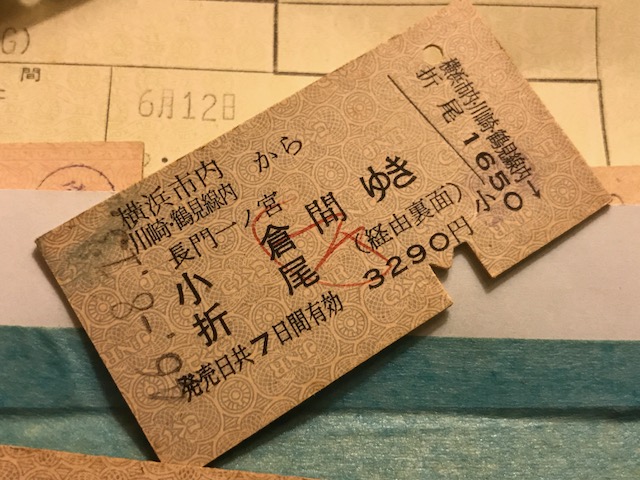 G)
間
6月12日
横浜市内
川崎・鶴見線内 から
長門一ノ宮
小倉 間 ゆき
折尾
(経由裏面)
発売日共7日間有効 3290円
小
横浜市内・川崎・鶴見線内→
折尾
1650